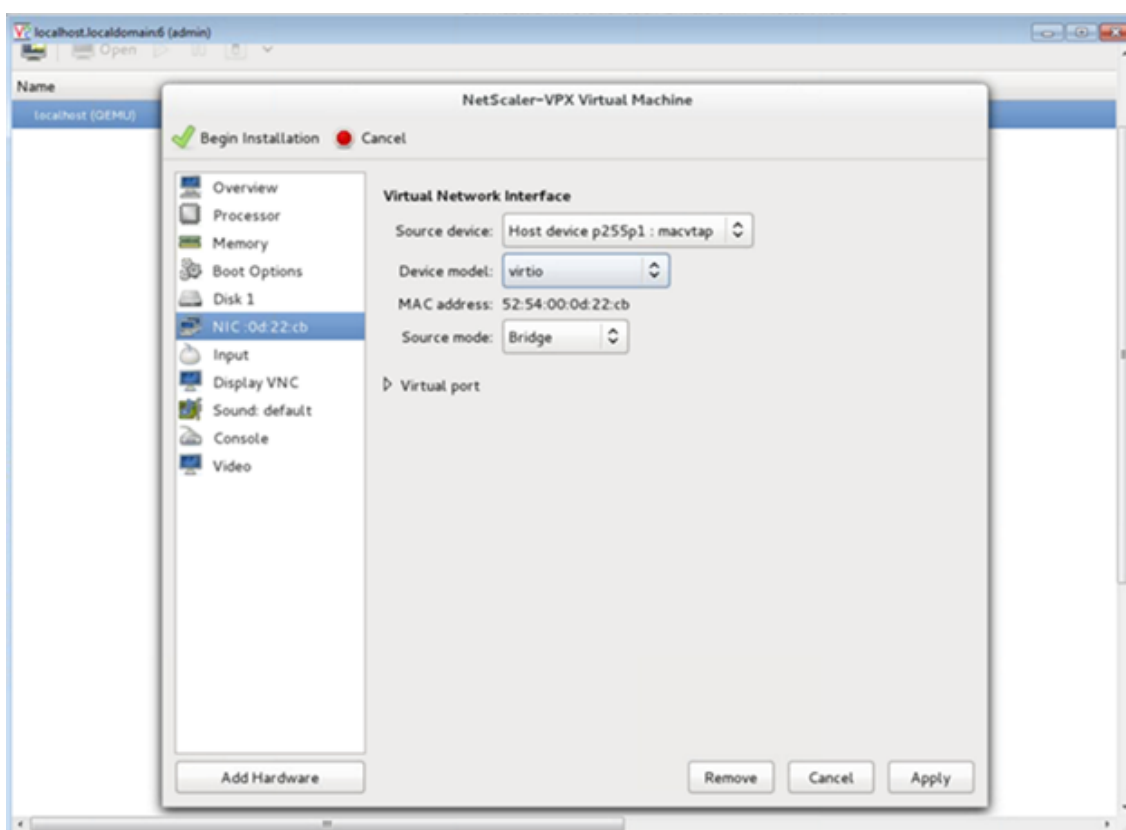 localhost.localdomain:6 (admin)
Open
Name
localhost (QEMU)
NetScaler-VPX Virtual Machine
Begin Installation Cancel
Overview
Processor
Memory
Boot Options
Disk 1
NIC :0d:22:cb
Input
Display VNC
Sound: default
Console
Video
Add Hardware
Virtual Network Interface
Source device: Host device p255p1 : macvtap
Device model: virtio
MAC address: 52:54:00:0d:22:cb
Source mode: Bridge
Virtual port
Remove Cancel Apply